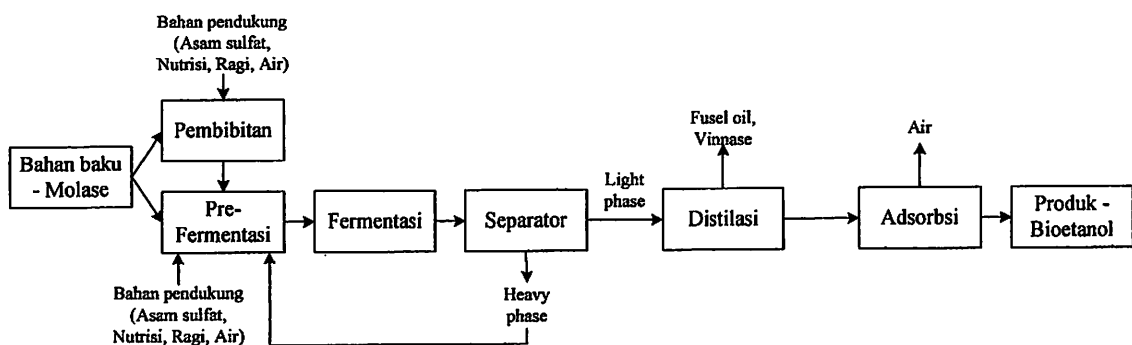 Bahan pendukung
(Asam sulfat,
Nutrisi, Ragi, Air)
Pembibitan
Bahan baku
- Molase
Pre-
Fermentasi
Bahan pendukung
(Asam sulfat,
Nutrisi, Ragi, Air)
Fermentasi
Separator
Heavy
phase
Light
phase
Fusel oil,
Vinnase
Distilasi
Air
Adsorbsi
Produk -
Bioetanol